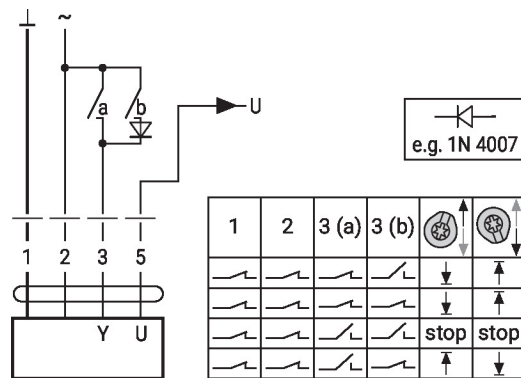 ⊥ ~
a b
U
e.g. 1N 4007
1 2 3 5
Y U
1 2 3 (a) 3 (b)
stop stop